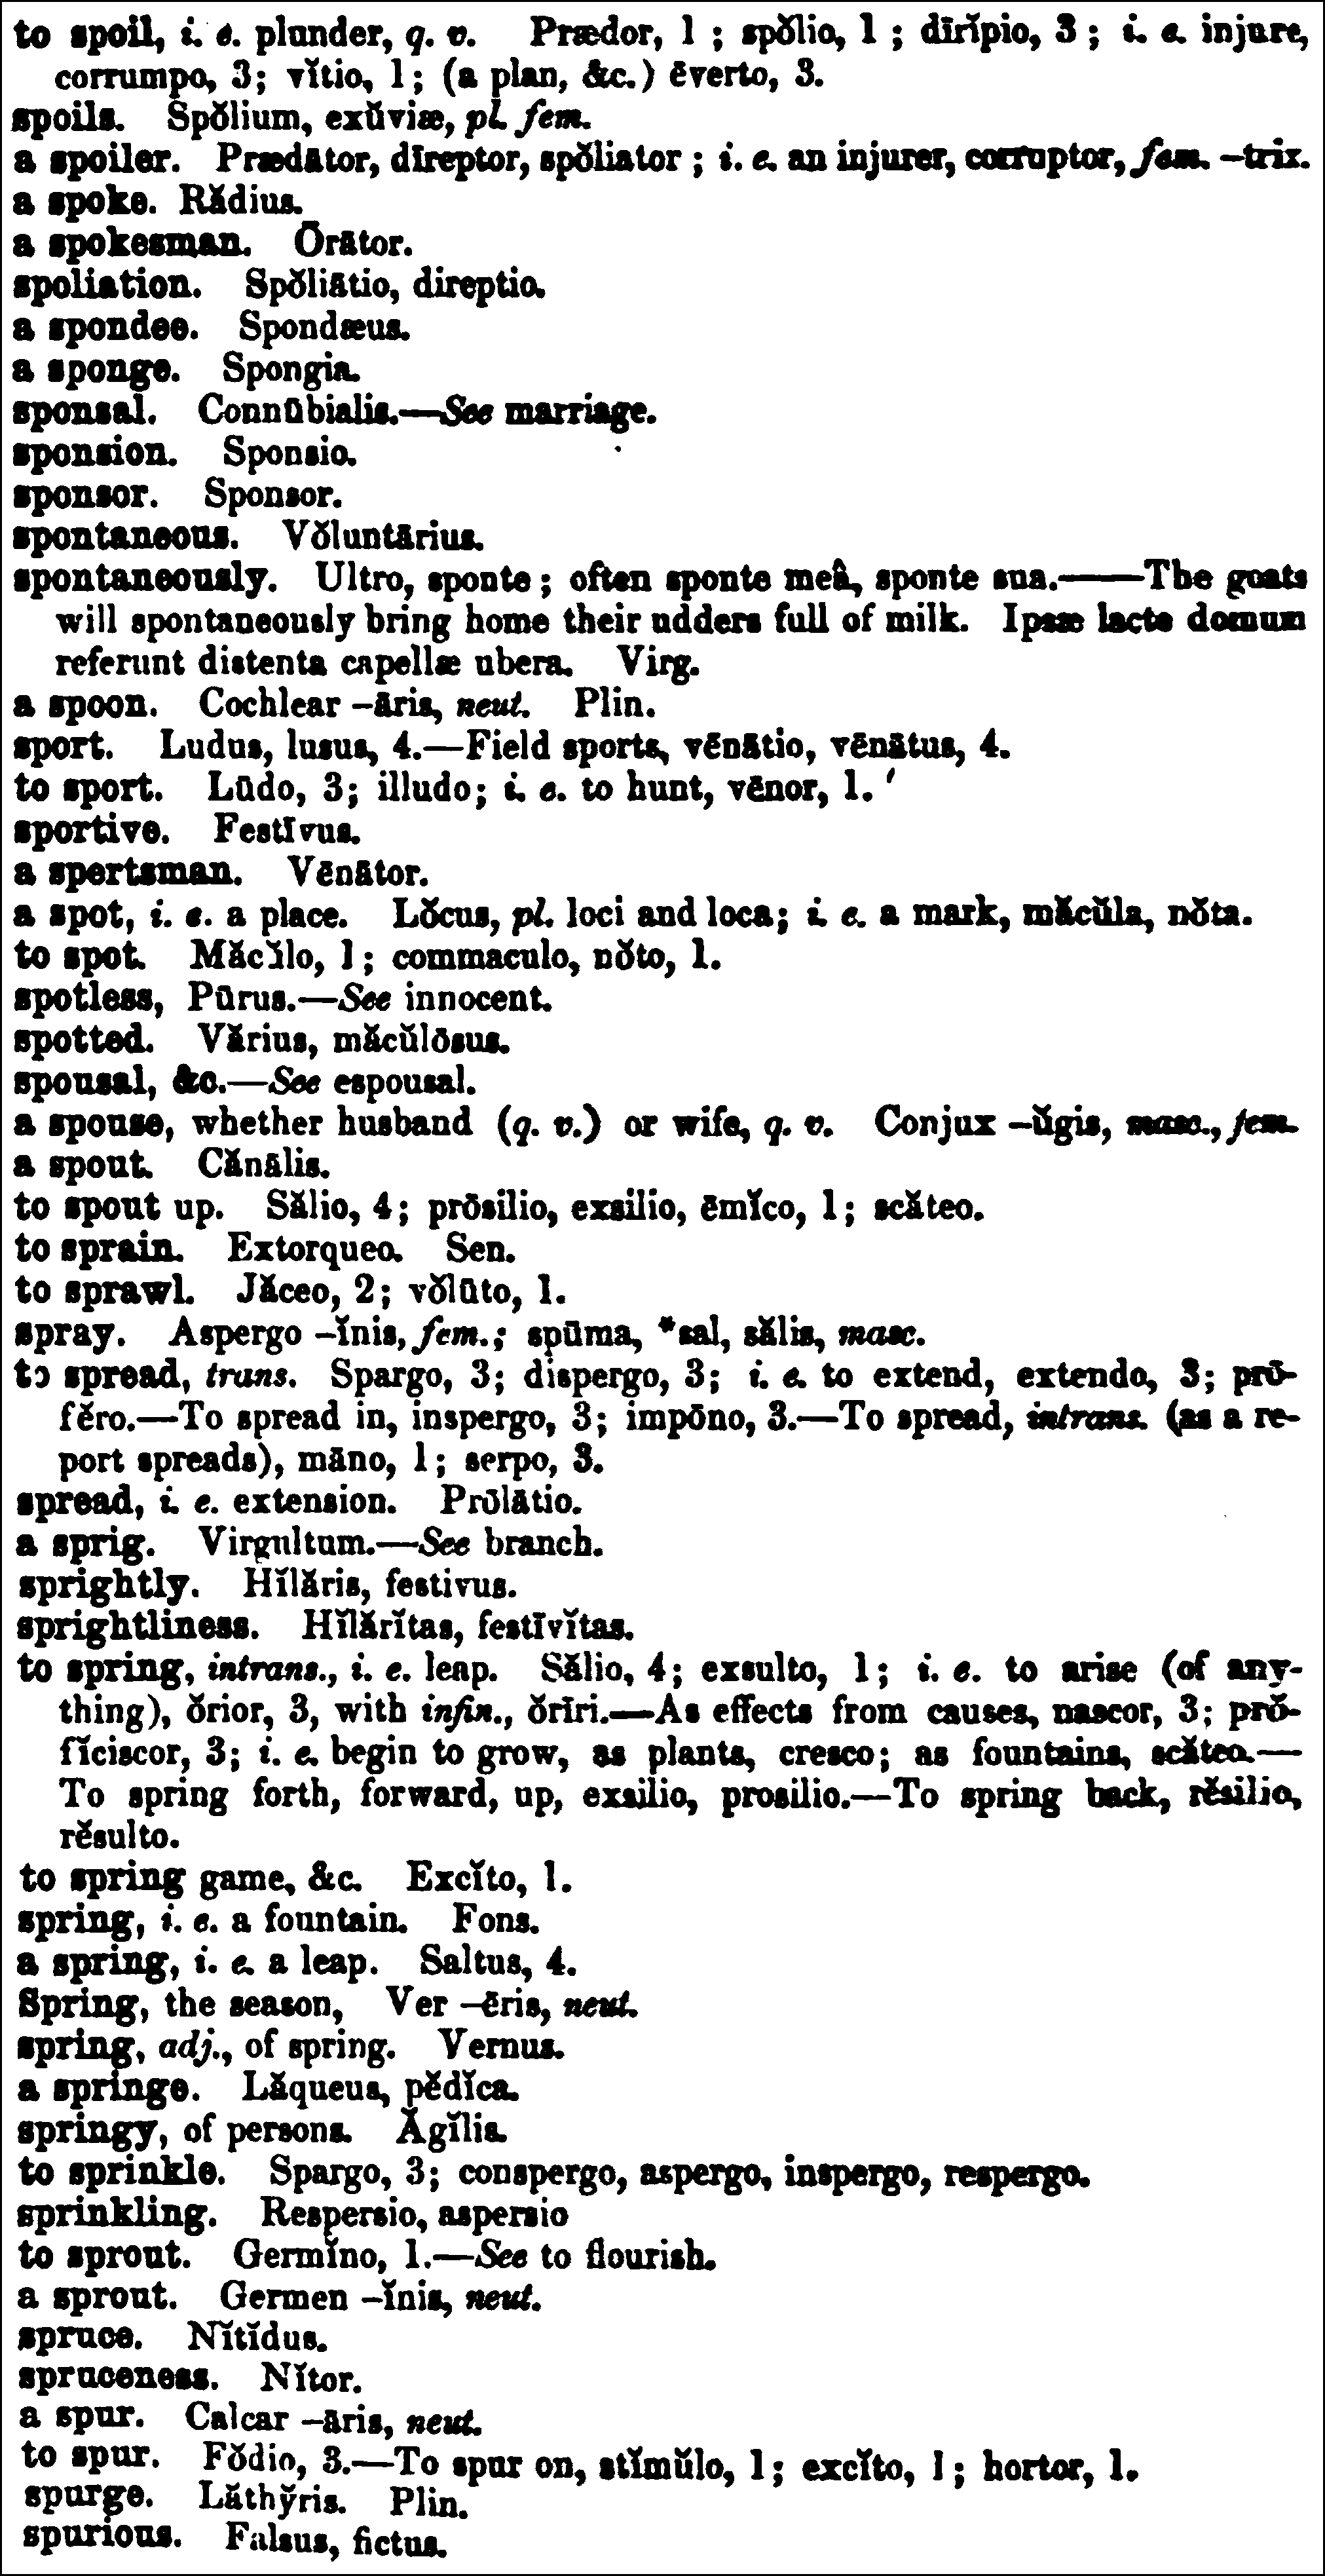 to spoil, i. e. plunder, q. v. Prædor, 1 ; spŏlio, 1 ; dīrĭpio, 3 ; i. e. injure,
corrumpo, 3; vĭtio, 1; (a plan, &c.) ēverto, 3.
spoils. Spŏlium, exŭviæ, pl. fem.
a spoiler. Prædātor, dīreptor, spŏliator ; i. e. an injurer, corruptor, fem. –trix.
a spoke. Rădius.
a spokesman. Ōrātor.
spoliation. Spŏliātio, direptio.
a spondee. Spondæus.
a sponge. Spongia.
sponsal. Connūbialis.—See marriage.
sponsion. Sponsio.
sponsor. Sponsor.
spontaneous. Vŏluntārius.
spontaneously. Ultro, sponte ; often sponte meâ, sponte sua.——The goats
will spontaneously bring home their udders full of milk. Ipsæ lacte domum
referunt distenta capellæ ubera. Virg.
a spoon. Cochlear –āris, neut. Plin.
sport. Ludus, lusus, 4.—Field sports, vēnātio, vēnātus, 4.
to sport. Lūdo, 3; illudo; i. e. to hunt, vēnor, 1.
sportive. Festīvus.
a spertsman. Vēnātor.
a spot, i. e. a place. Lŏcus, pl. loci and loca; i. e. a mark, măcŭla, nŏta.
to spot. Măcĭlo, 1; commaculo, nŏto, 1.
spotless, Pūrus.—See innocent.
spotted. Vărius, măcŭlōsus.
spousal, &c.—See espousal.
a spouse, whether husband (q. v.) or wife, q. v. Conjux –ŭgis, masc., fem.
a spout. Cănālis.
to spout up. Sălio, 4; prōsilio, exsilio, ēmĭco, 1; scăteo.
to sprain. Extorqueo. Sen.
to sprawl. Jăceo, 2; vŏlūto, 1.
spray. Aspergo –ĭnis, fem.; spūma, *sal, sălis, masc.
to spread, trans. Spargo, 3; dispergo, 3; i. e. to extend, extendo, 3; prō-
fĕro.—To spread in, inspergo, 3; impōno, 3.—To spread, intrans. (as a re-
port spreads), māno, 1; serpo, 3.
spread, i. e. extension. Prōlātio.
a sprig. Virgultum.—See branch.
sprightly. Hĭlăris, festivus.
sprightliness. Hĭlărĭtas, festīvĭtas.
to spring, intrans., i. e. leap. Sălio, 4; exsulto, 1; i. e. to arise (of any-
thing), ŏrior, 3, with infin., ŏrīri.—As effects from causes, nascor, 3; prŏ-
fĭciscor, 3; i. e. begin to grow, as plants, cresco; as fountains, scăteo.—
To spring forth, forward, up, exsilio, prosilio.—To spring back, rĕsilio,
rĕsulto.
to spring game, &c. Excĭto, 1.
spring, i. e. a fountain. Fons.
a spring, i. e. a leap. Saltus, 4.
Spring, the season, Ver –ēris, neut.
spring, adj., of spring. Vernus.
a springe. Lăqueus, pĕdĭca.
springy, of persons. Ăgĭlis.
to sprinkle. Spargo, 3; conspergo, aspergo, inspergo, respergo.
sprinkling. Respersio, aspersio
to sprout. Germĭno, 1.—See to flourish.
a sprout. Germen –ĭnis, neut.
spruce. Nĭtĭdus.
spruceness. Nĭtor.
a spur. Calcar –āris, neut.
to spur. Fŏdio, 3.—To spur on, stĭmŭlo, 1; excĭto, 1; hortor, 1.
spurge. Lăthy̆ris. Plin.
spurious. Falsus, fictus.